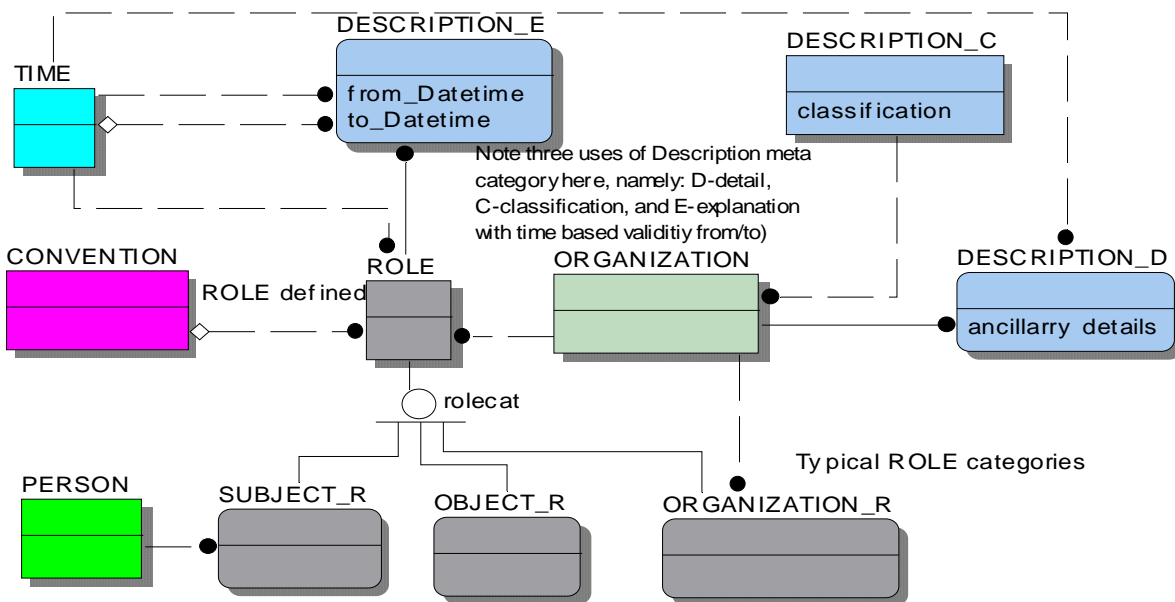 DESCRIPTION_E
DESCRIPTION_C
TIME
from_Datetime
to_Datetime
classification
Note three uses of Description meta
category here, namely: D-detail,
C-classification, and E-explanation
with time based validitiy from/to)
CONVENTION
ROLE
ORGANIZATION
DESCRIPTION_D
ROLE defined
ancillarry details
rolecat
Typical ROLE categories
PERSON
SUBJECT_R
OBJECT_R
ORGANIZATION_R